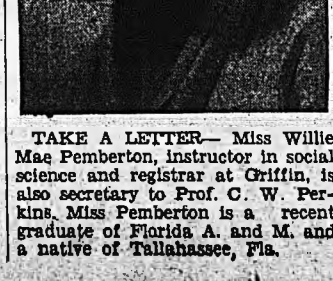 TAKE A LETTER— Miss Willie
Mae Pemberton, instructor in social
science and registrar at Griffin, is
also secretary to Prof. C. W. Per-
kins. Miss Pemberton is a recent
graduate of Florida A. and M. and
a native of Tallahassee, Fla.